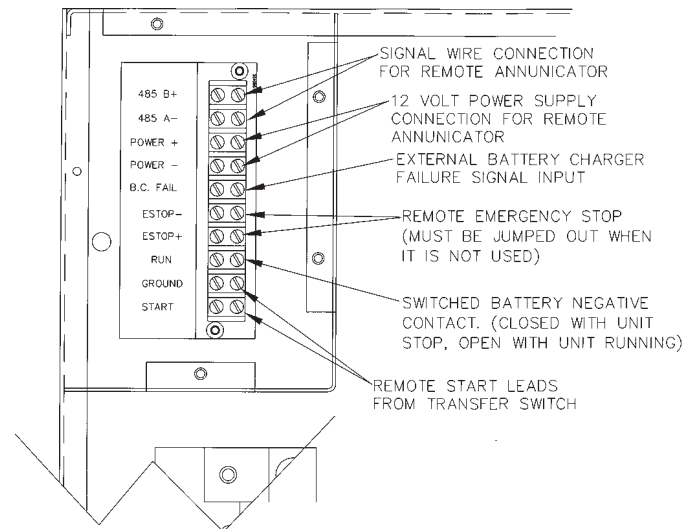 SIGNAL WIRE CONNECTION
FOR REMOTE ANNUNICATOR
12 VOLT POWER SUPPLY
CONNECTION FOR REMOTE
ANNUNICATOR
EXTERNAL BATTERY CHARGER
FAILURE SIGNAL INPUT
REMOTE EMERGENCY STOP
(MUST BE JUMPED OUT WHEN
IT IS NOT USED)
SWITCHED BATTERY NEGATIVE
CONTACT. (CLOSED WITH UNIT
STOP, OPEN WITH UNIT RUNNING)
REMOTE START LEADS
FROM TRANSFER SWITCH
485 B+
485 A-
POWER +
POWER -
B.C. FAIL
ESTOP-
ESTOP+
RUN
GROUND
START